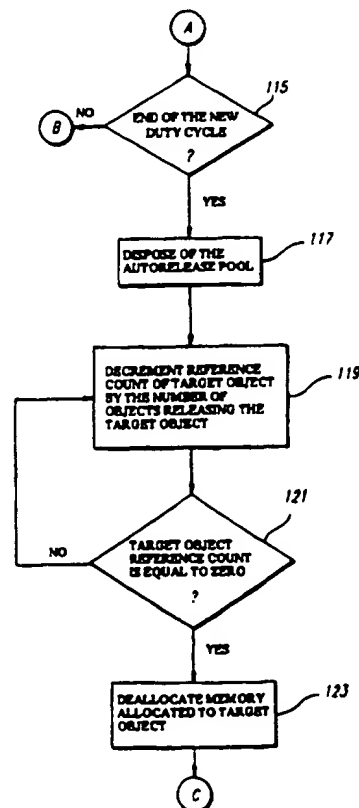 A
END OF THE NEW
DUTY CYCLE
?
115
NO
B
YES
DISPOSE OF THE
AUTORELEASE POOL
117
DECREMENT REFERENCE
COUNT OF TARGET OBJECT
BY THE NUMBER OF
OBJECTS RELEASING THE
TARGET OBJECT
119
TARGET OBJECT
REFERENCE COUNT
IS EQUAL TO ZERO
?
121
NO
YES
DEALLOCATE MEMORY
ALLOCATED TO TARGET
OBJECT
123
C